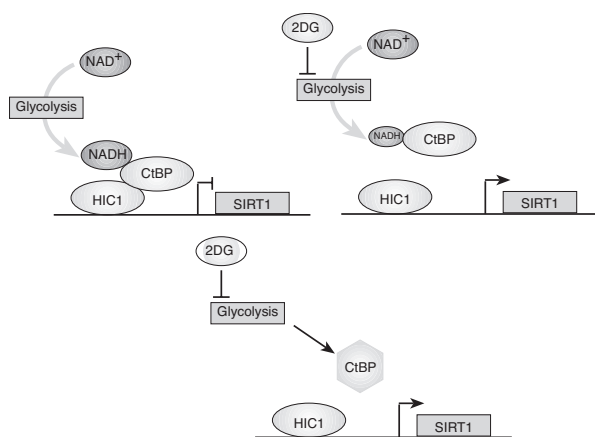 NAD+
Glycolysis
NADH
CtBP
HIC1
SIRT1
2DG
NAD+
Glycolysis
NADH
CtBP
HIC1
SIRT1
2DG
Glycolysis
CtBP
HIC1
SIRT1